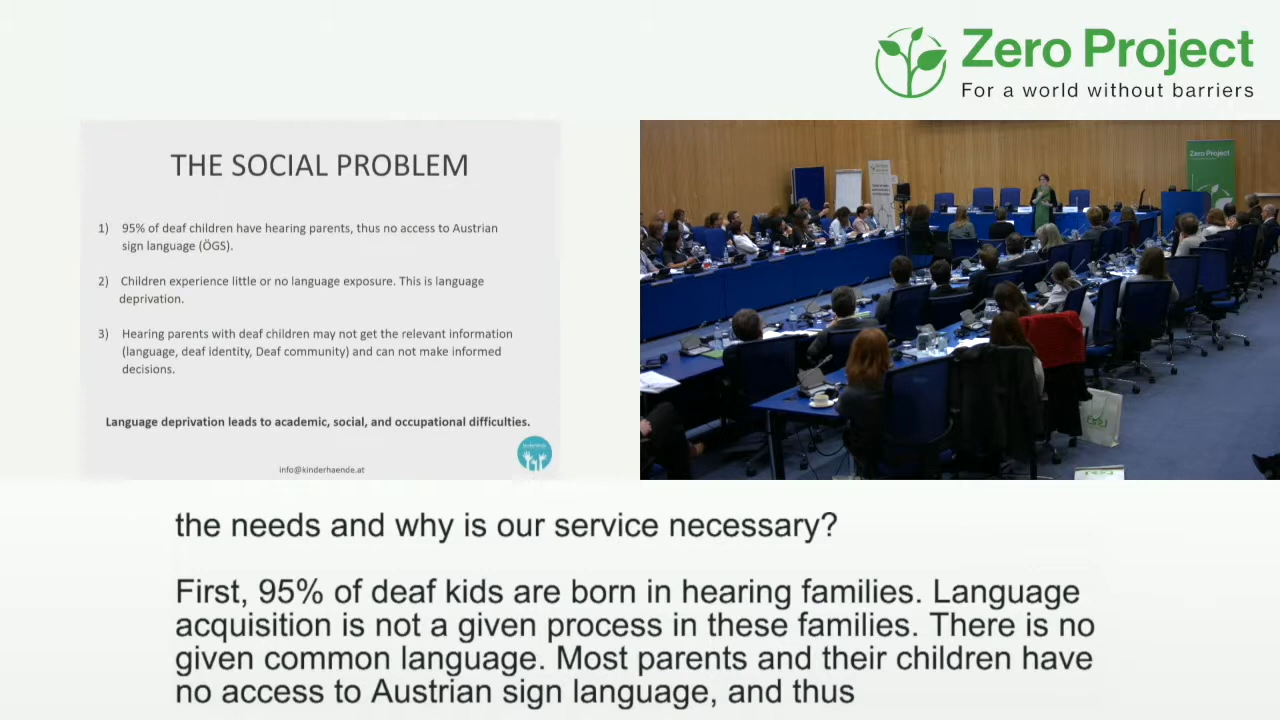 Zero Project
For a world without barriers
THE SOCIAL PROBLEM
1) 95% of deaf children have hearing parents, thus no access to Austrian
sign language (ÖGS).
2) Children experience little or no language exposure. This is language
deprivation.
3) Hearing parents with deaf children may not get the relevant information
(language, deaf identity, Deaf community) and can not make informed
decisions.
Language deprivation leads to academic, social, and occupational difficulties.
info@kinderhaende.at
Zero Project
the needs and why is our service necessary?
First, 95% of deaf kids are born in hearing families. Language
acquisition is not a given process in these families. There is no
given common language. Most parents and their children have
no access to Austrian sign language, and thus